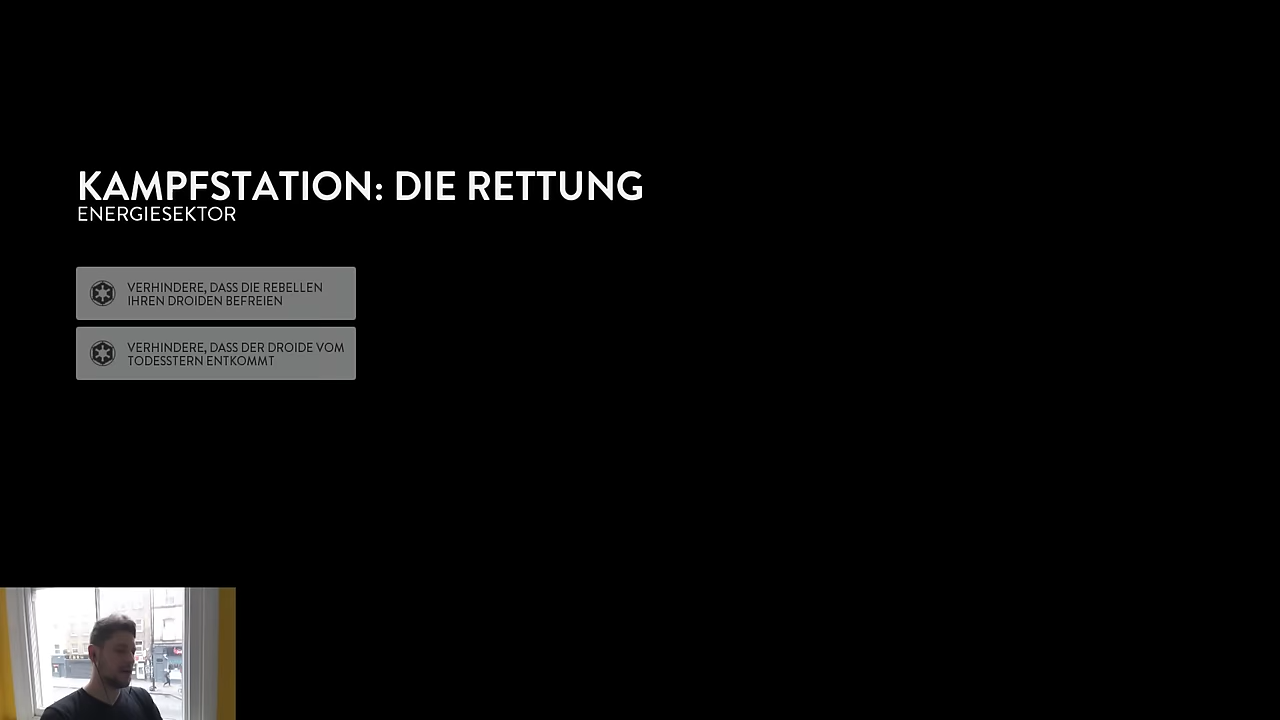 KAMPFSTATION: DIE RETTUNG
ENERGIESEKTOR
VERHINDERE, DASS DIE REBELLEN
IHREN DROIDEN BEFREIEN
VERHINDERE, DASS DER DROIDE VOM
TODESSTERN ENTKOMMT